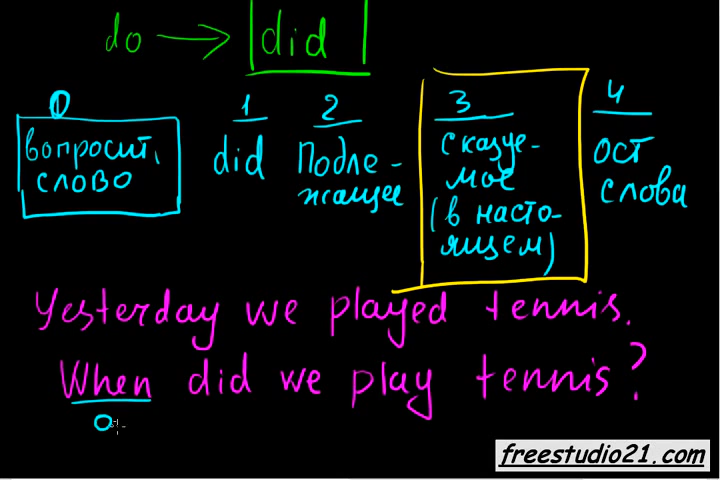 do → did
0 1 2 3 4
вопросит. слово
did
Подле-
жащее
сказуе-
мое
(в насто-
ящем)
ост
слова
Yesterday we played tennis.
When did we play tennis?
0
freestudio21.com